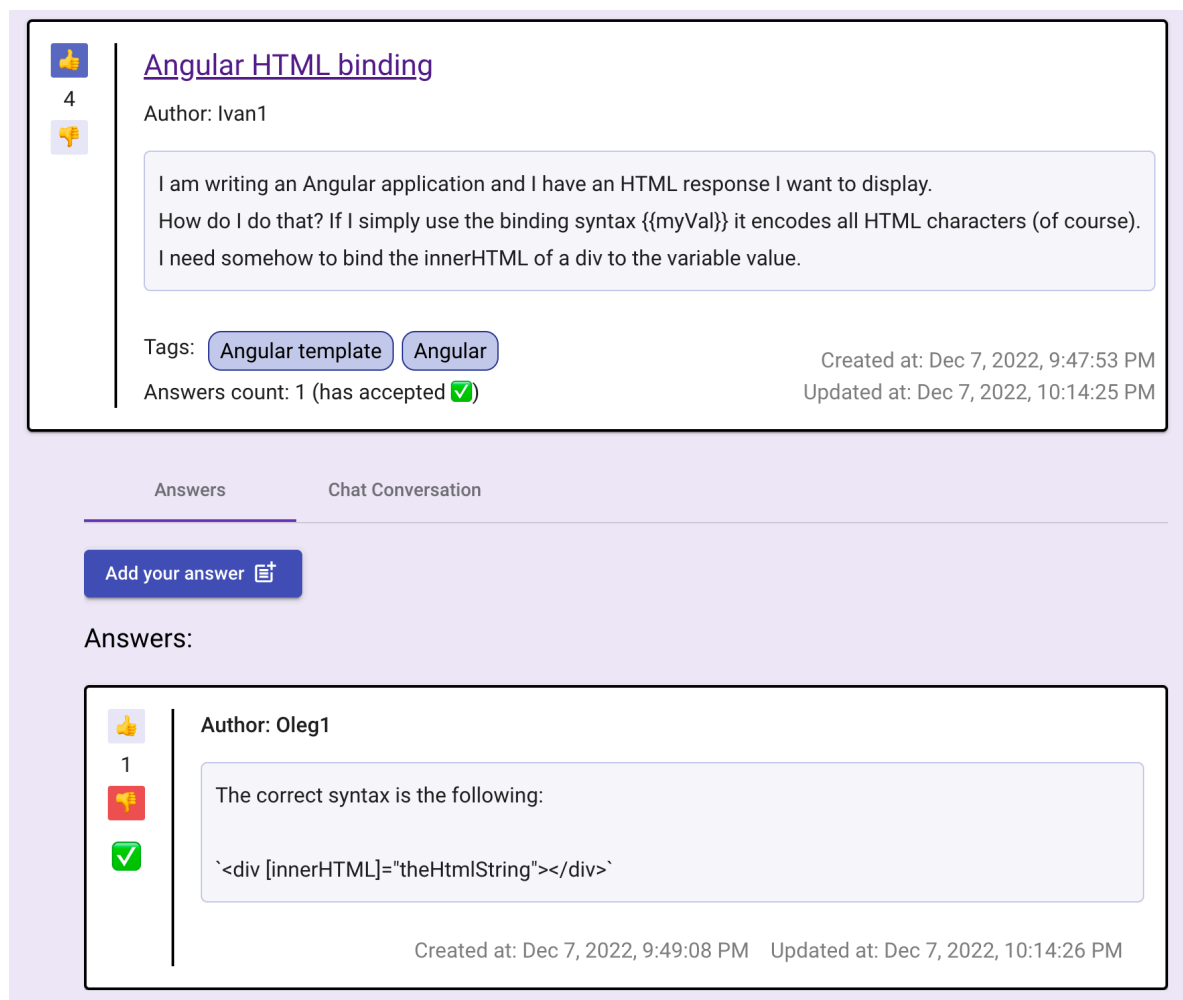 Angular HTML binding
4
Author: Ivan1
I am writing an Angular application and I have an HTML response I want to display.
How do I do that? If I simply use the binding syntax {{myVal}} it encodes all HTML characters (of course).
I need somehow to bind the innerHTML of a div to the variable value.
Tags: Angular template Angular
Created at: Dec 7, 2022, 9:47:53 PM
Answers count: 1 (has accepted ✅)
Updated at: Dec 7, 2022, 10:14:25 PM
Answers Chat Conversation
Add your answer
Answers:
Author: Oleg1
1
The correct syntax is the following:
`<div [innerHTML]="theHtmlString"></div>`
Created at: Dec 7, 2022, 9:49:08 PM Updated at: Dec 7, 2022, 10:14:26 PM